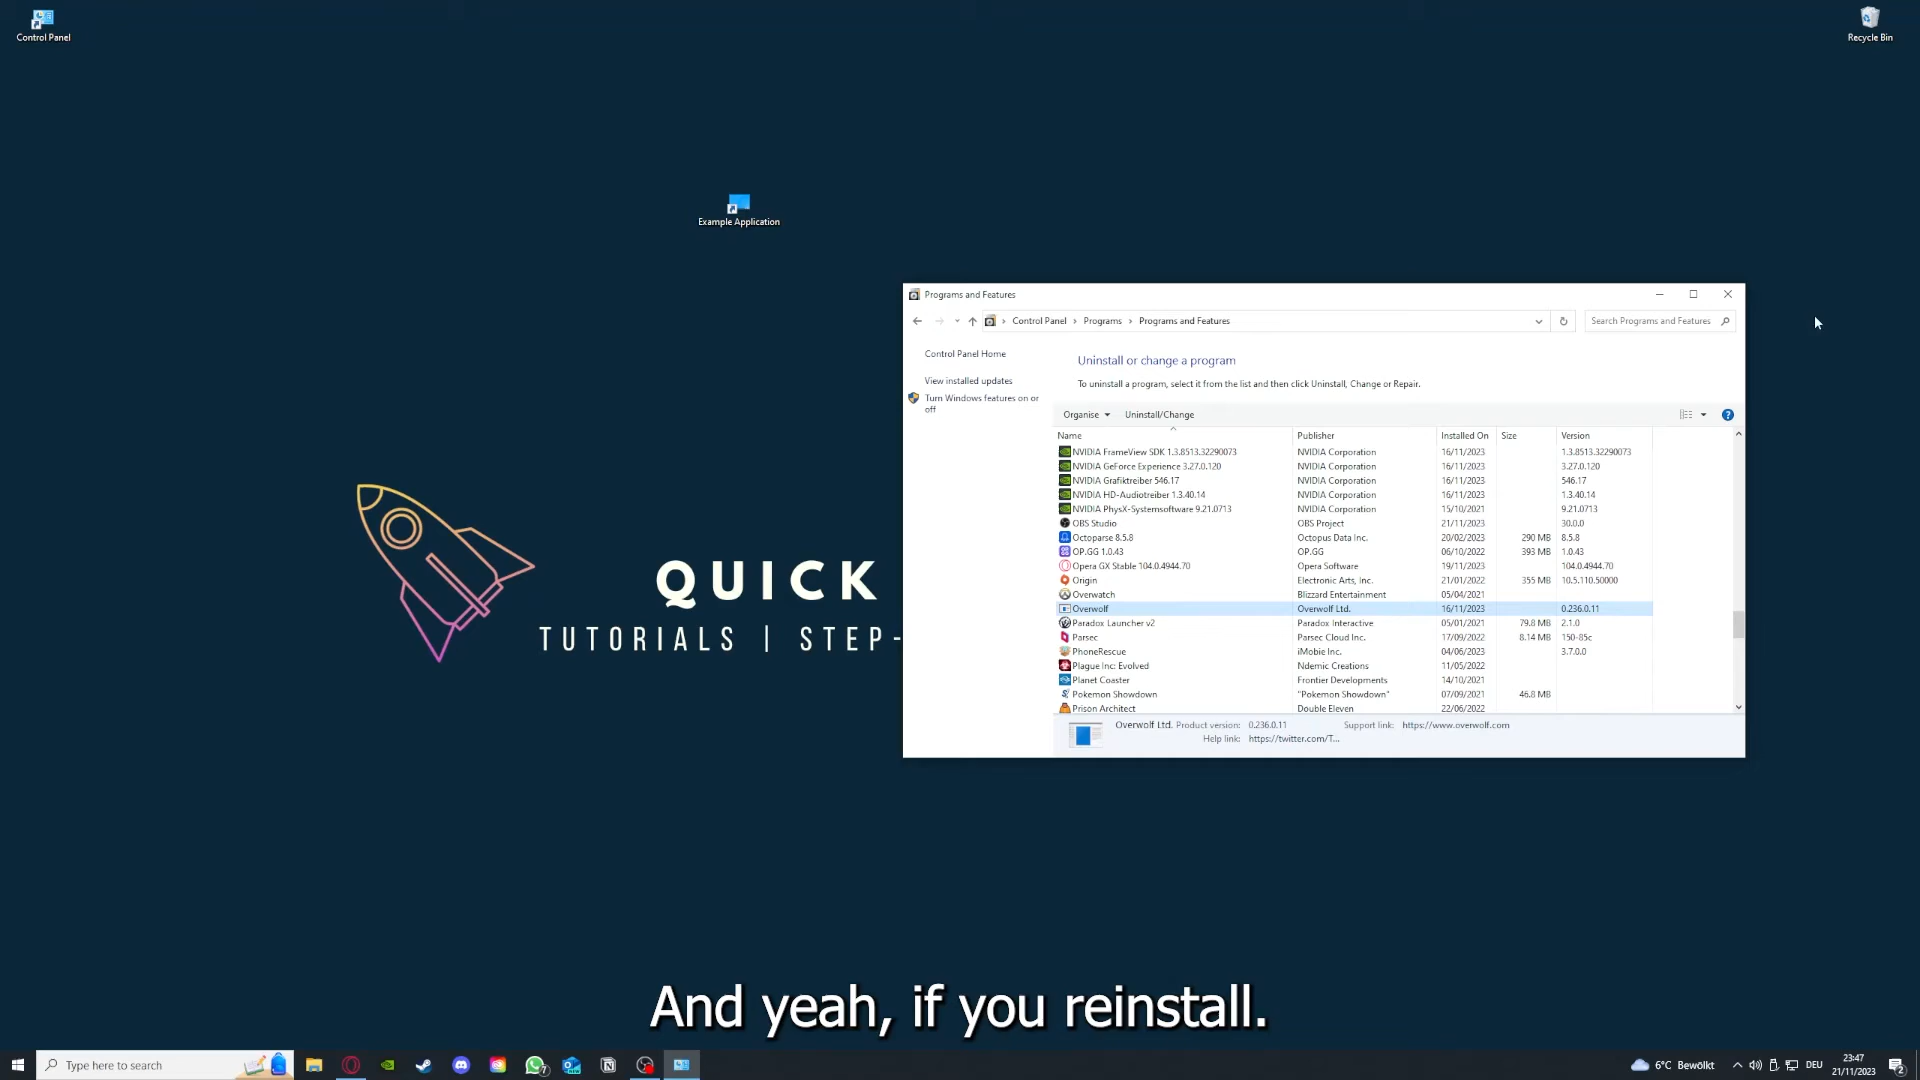 Control Panel
Recycle Bin
Example Application
QUICK
TUTORIALS | STEP-
Programs and Features
Control Panel > Programs > Programs and Features
Search Programs and Features
Control Panel Home
View installed updates
Turn Windows features on or
off
Uninstall or change a program
To uninstall a program, select it from the list and then click Uninstall, Change or Repair.
Organise Uninstall/Change
Name Publisher Installed On Size Version
NVIDIA FrameView SDK 1.3.8513.32290073 NVIDIA Corporation 16/11/2023 1.3.8513.32290073
NVIDIA GeForce Experience 3.27.0.120 NVIDIA Corporation 16/11/2023 3.27.0.120
NVIDIA Grafiktreiber 546.17 NVIDIA Corporation 16/11/2023 546.17
NVIDIA HD-Audiotreiber 1.3.40.14 NVIDIA Corporation 16/11/2023 1.3.40.14
NVIDIA PhysX-Systemsoftware 9.21.0713 NVIDIA Corporation 15/10/2021 9.21.0713
OBS Studio OBS Project 21/11/2023 30.0.0
Octoparse 8.5.8 Octopus Data Inc. 20/02/2023 290 MB 8.5.8
OP.GG 1.0.43 OP.GG 06/10/2022 393 MB 1.0.43
Opera GX Stable 104.0.4944.70 Opera Software 19/11/2023 104.0.4944.70
Origin Electronic Arts, Inc. 21/01/2022 355 MB 10.5.110.50000
Overwatch Blizzard Entertainment 05/04/2021
Overwolf Overwolf Ltd. 16/11/2023 0.236.0.11
Paradox Launcher v2 Paradox Interactive 05/01/2021 79.8 MB 2.1.0
Parsec Parsec Cloud Inc. 17/09/2022 8.14 MB 150-85c
PhoneRescue iMobie Inc. 04/06/2023 3.7.0.0
Plague Inc: Evolved Ndemic Creations 11/05/2022
Planet Coaster Frontier Developments 14/10/2021
Pokemon Showdown "Pokemon Showdown" 07/09/2021 46.8 MB
Prison Architect Double Eleven 22/06/2022
Overwolf Ltd. Product version: 0.236.0.11 Support link: https://www.overwolf.com
Help link: https://twitter.com/T...
And yeah, if you reinstall.
Type here to search
7
6°C Bewölkt
DEU
23:47
21/11/2023
2